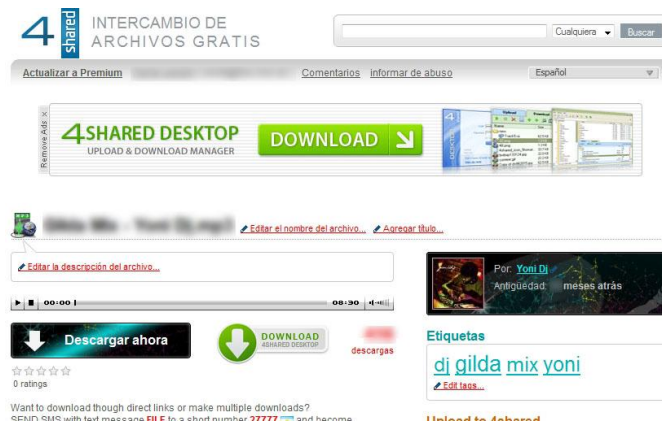 4shared
INTERCAMBIO DE
ARCHIVOS GRATIS
Cualquiera
Buscar
Actualizar a Premium
Comentarios Informar de abuso
Español
Remove Ads X
4SHARED DESKTOP
UPLOAD & DOWNLOAD MANAGER
DOWNLOAD
Editar el nombre del archivo... Agregar título...
Editar la descripción del archivo...
00:00
08:30
Por: Yoni Dj
Antigüedad: meses atrás
Descargar ahora
DOWNLOAD
4SHARED DESKTOP
descargas
0 ratings
Etiquetas
dj gilda mix yoni
Edit tags...
Want to download though direct links or make multiple downloads?
SEND SMS with text message FILE to a short number 27777 and become
Upload to 4shared